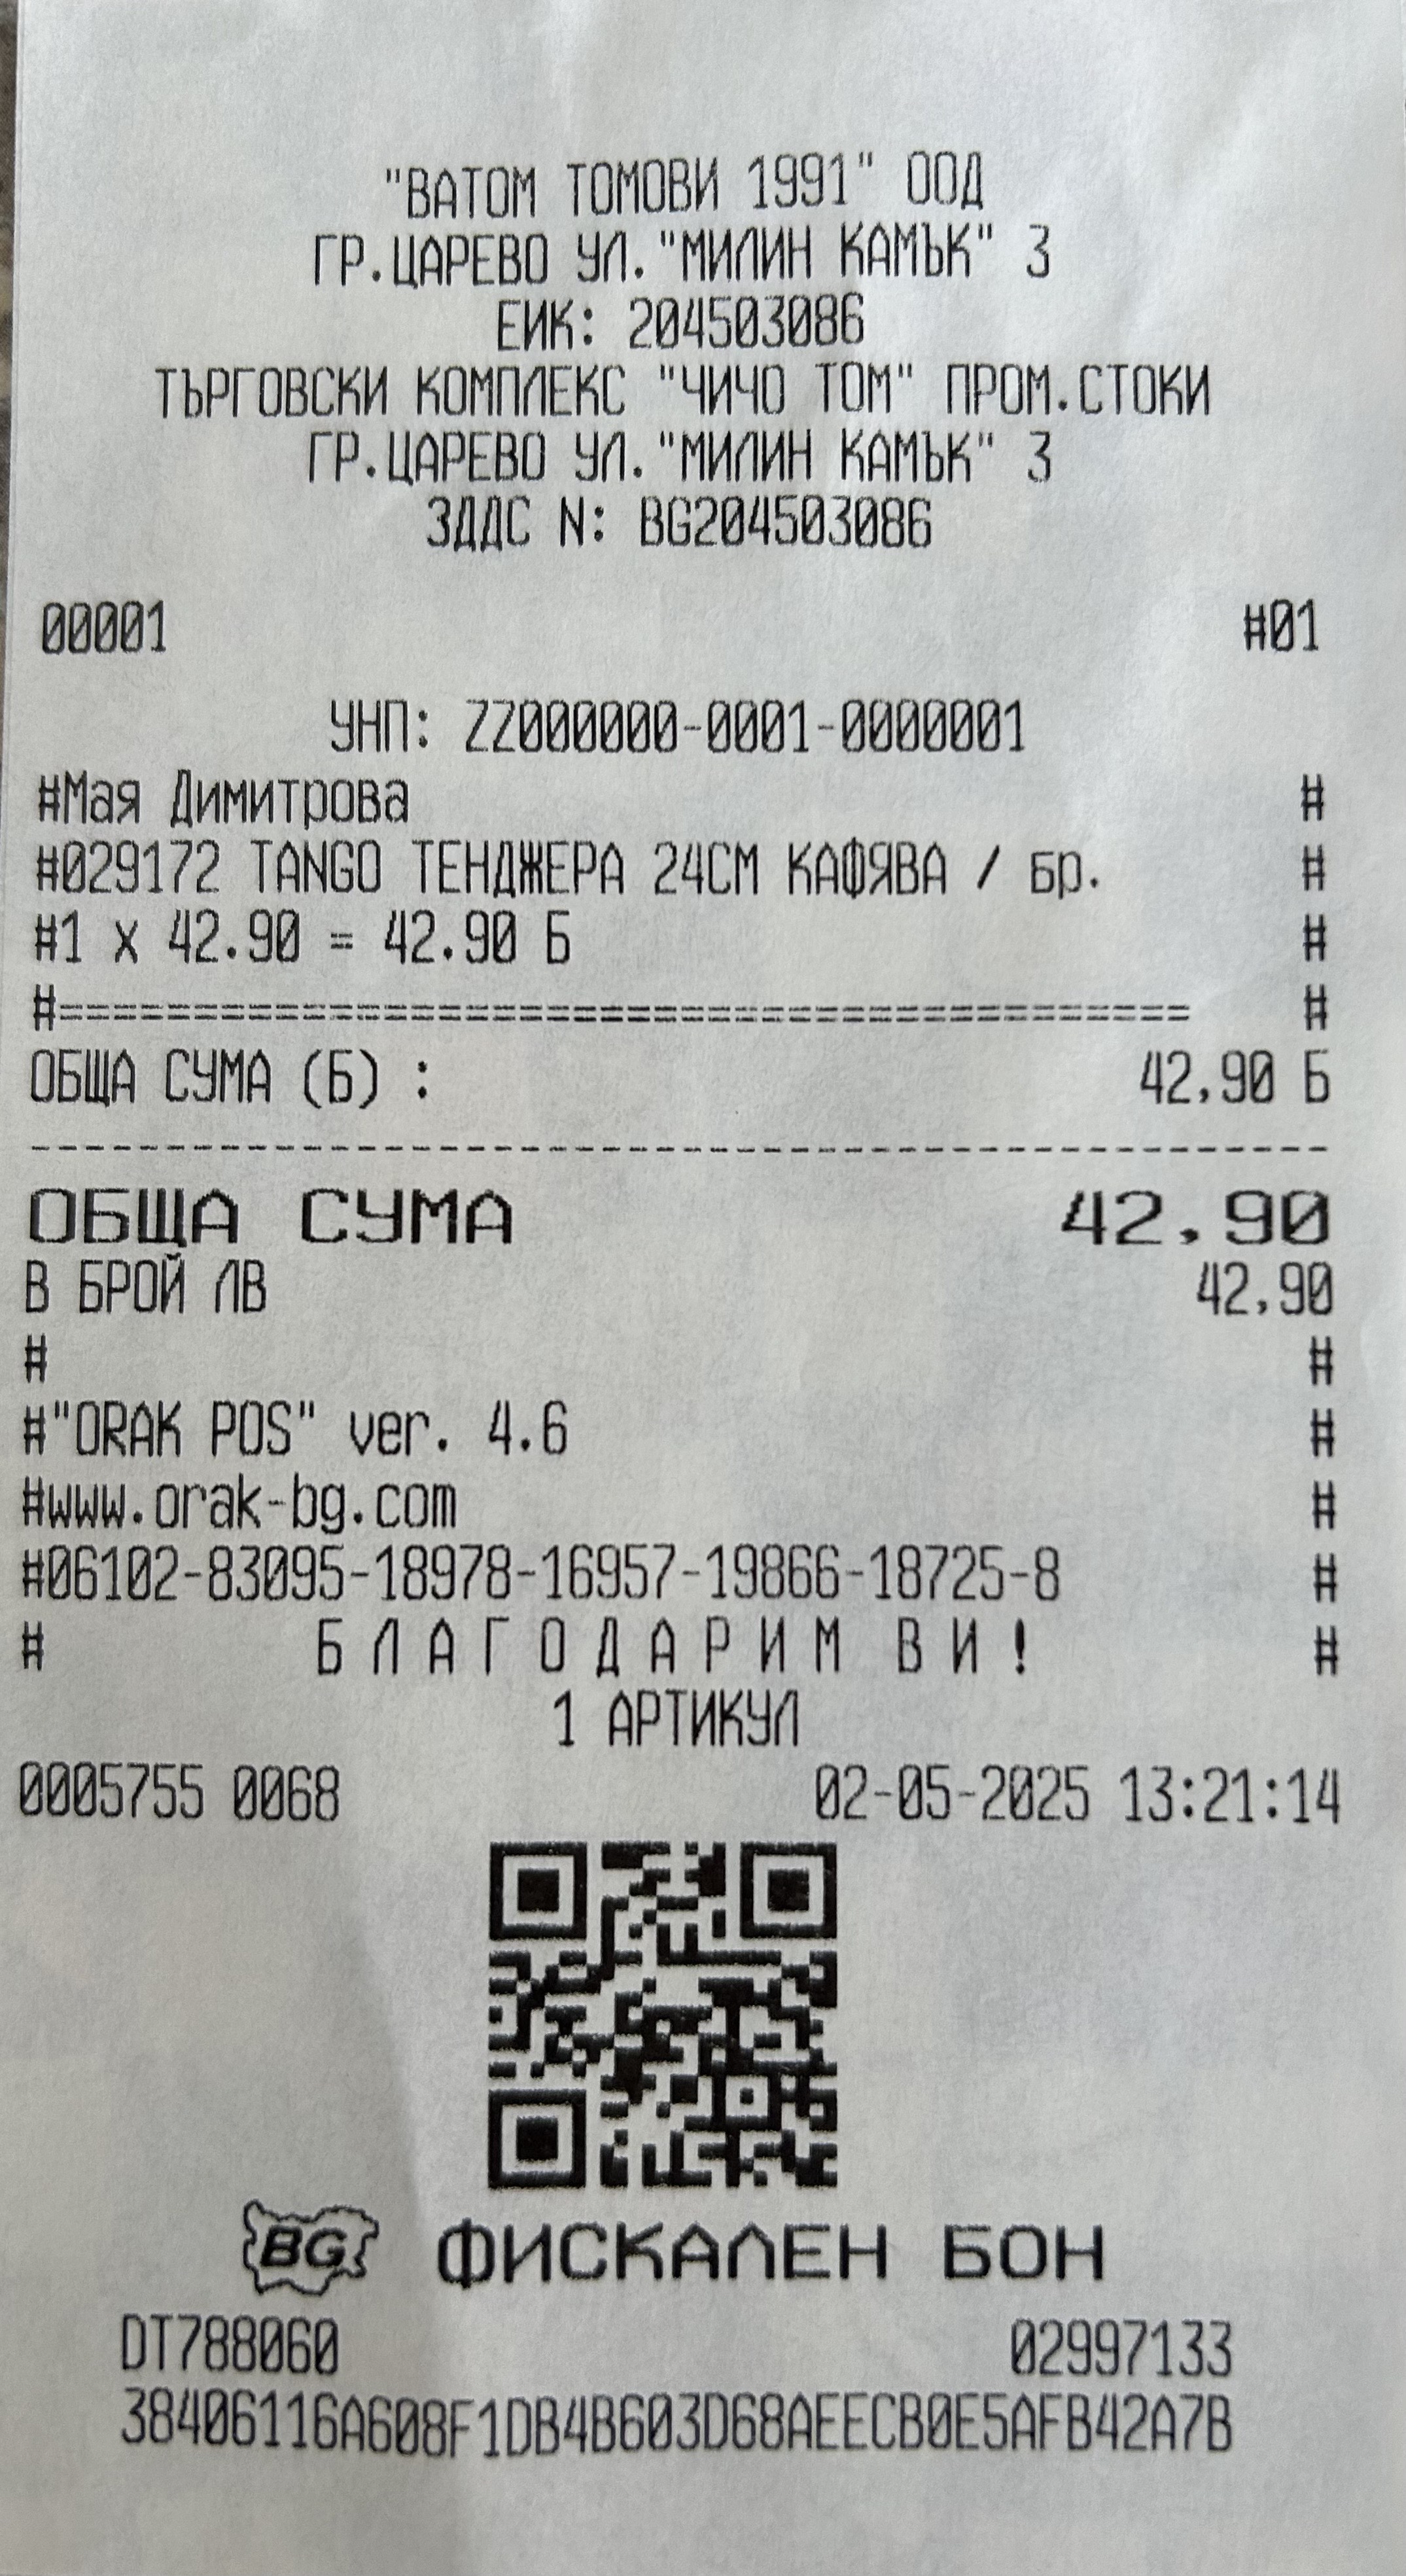 "ВАТОМ ТОМОВИ 1991" ООД
ГР.ЦАРЕВО УЛ."МИЛИН КАМЪК" 3
ЕИК: 204503086
ТЪРГОВСКИ КОМПЛЕКС "ЧИЧО ТОМ" ПРОМ.СТОКИ
ГР.ЦАРЕВО УЛ."МИЛИН КАМЪК" 3
ЗДДС N: BG204503086
00001 #01
УНП: ZZ000000-0001-0000001
#Мая Димитрова #
#029172 TANGO ТЕНДЖЕРА 24СМ КАФЯВА / бр. #
#1 x 42.90 = 42.90 Б #
#========================================== #
ОБЩА СУМА (Б) : 42,90 Б
------------------------------------------------
ОБЩА СУМА 42,90
В БРОЙ ЛВ 42,90
# #
#"ORAK POS" ver. 4.6 #
#www.orak-bg.com #
#06102-83095-18978-16957-19866-18725-8 #
# Б Л А Г О Д А Р И М В И ! #
1 АРТИКУЛ
0005755 0068 02-05-2025 13:21:14
BG ФИСКАЛЕН БОН
DT788060 02997133
38406116A608F1DB4B603D68AEECB0E5AFB42A7B